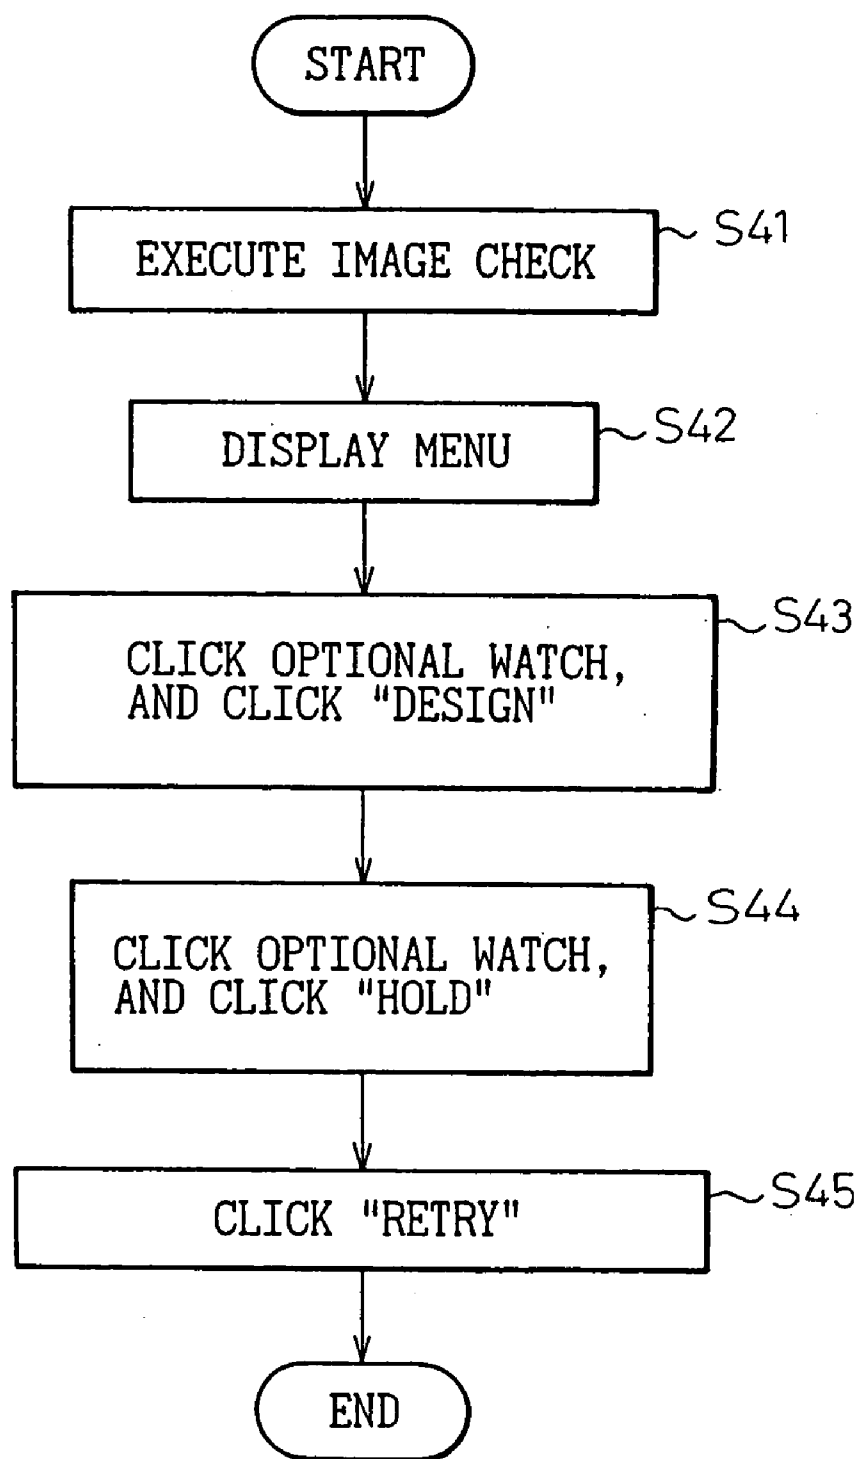 START
EXECUTE IMAGE CHECK
S41
DISPLAY MENU
S42
CLICK OPTIONAL WATCH,
AND CLICK "DESIGN"
S43
CLICK OPTIONAL WATCH,
AND CLICK "HOLD"
S44
CLICK "RETRY"
S45
END